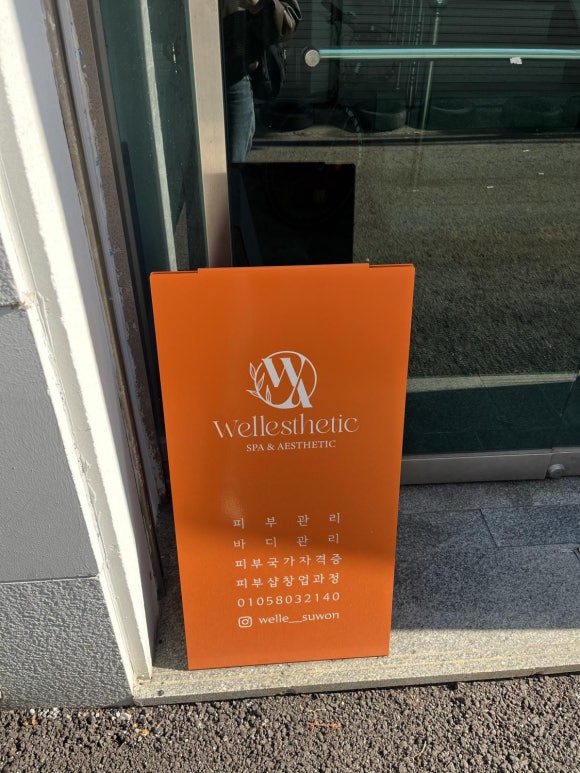 WA
Wellesthetic
SPA & AESTHETIC
피부관리
바디관리
피부국가자격증
피부샵창업과정
01058032140
welle__suwon